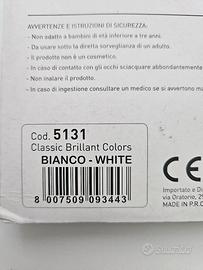 AVVERTENZE E ISTRUZIONI DI SICUREZZA:
- Non adatto a bambini di età inferiore a tre anni.
- Da usare sotto la diretta sorveglianza di un adulto.
- Il prodotto non è un cosmetico.
- In caso di contatto con gli occhi sciacquare abbondantemente
- Non inalare il prodotto.
- In caso di ingestione consultare un medico se si avvertono
Cod. 5131
Classic Brillant Colors
BIANCO - WHITE
8 007509 093443
CE
Importato e
via Oratorio, 2
MADE IN P.R.
subito